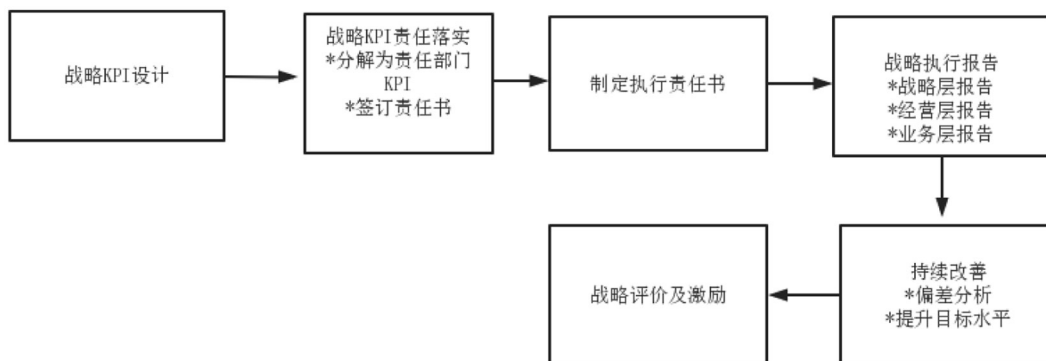 战略KPI设计
战略KPI责任落实
*分解为责任部门
KPI
*签订责任书
制定执行责任书
战略执行报告
*战略层报告
*经营层报告
*业务层报告
持续改善
*偏差分析
*提升目标水平
战略评价及激励